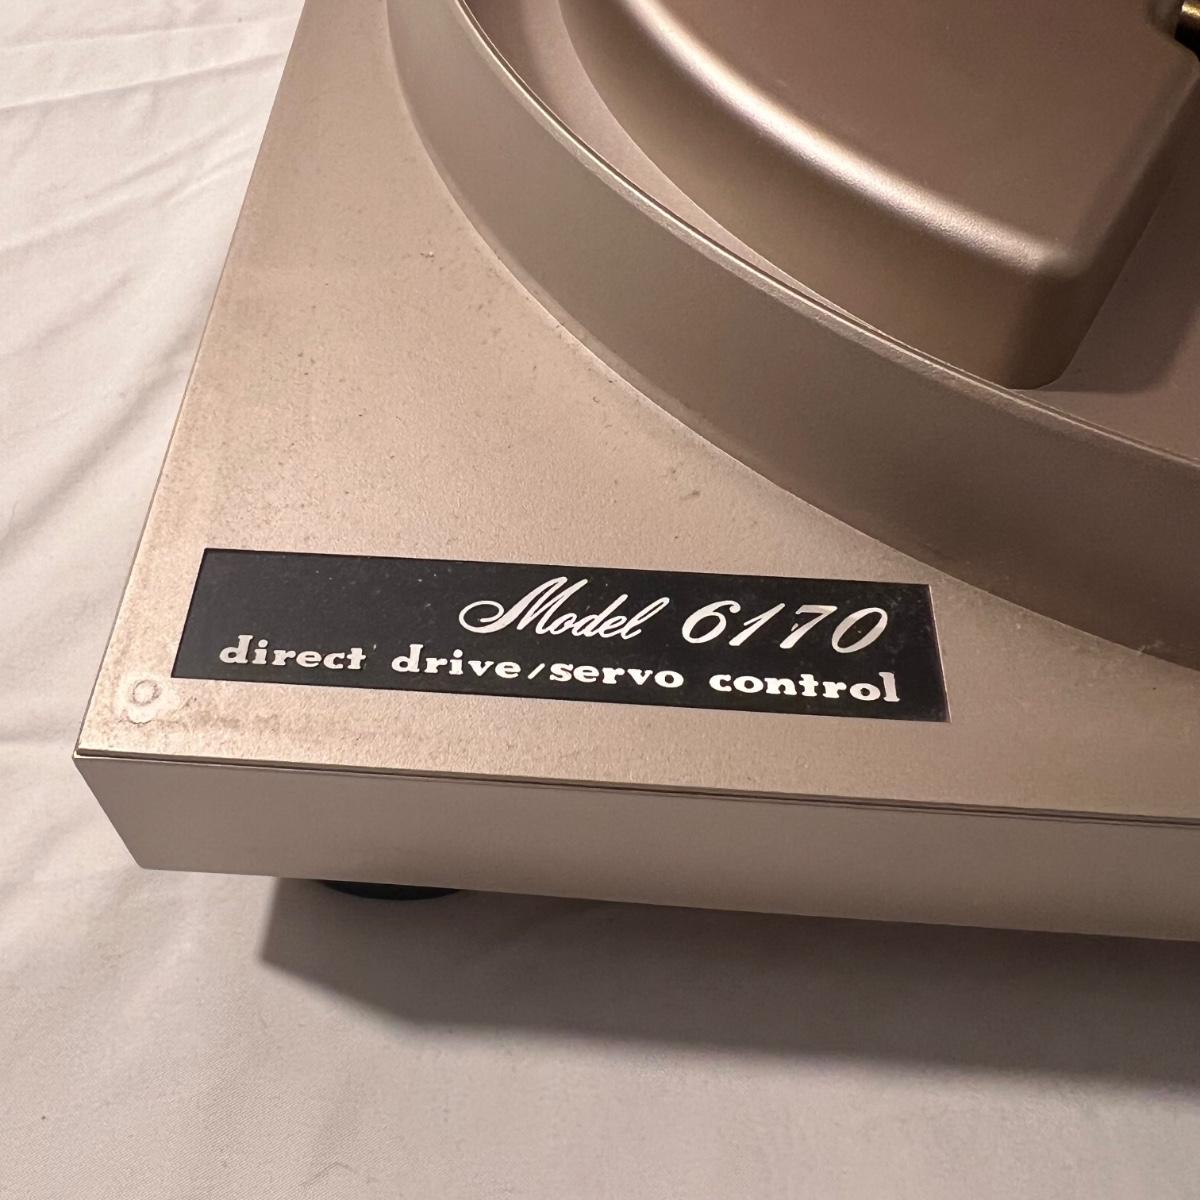 Model 6170
direct drive/servo control